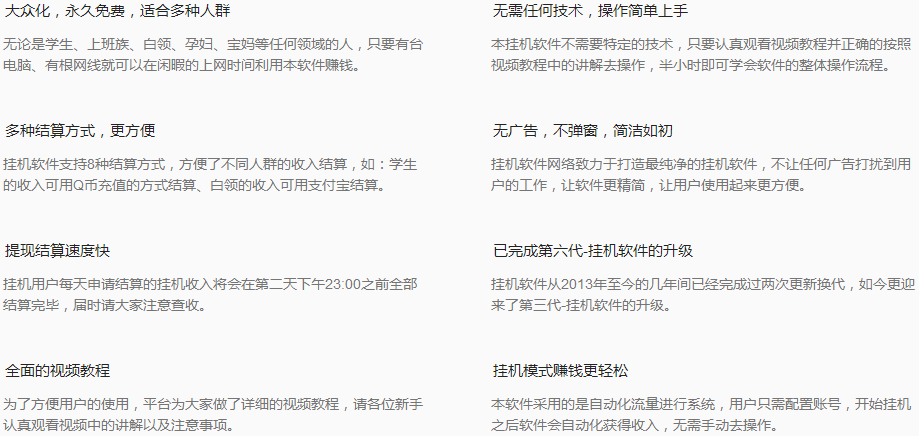 大众化，永久免费，适合多种人群
无论是学生、上班族、白领、孕妇、宝妈等任何领域的人，只要有台
电脑、有根网线就可以在闲暇的上网时间利用本软件赚钱。
无需任何技术，操作简单上手
本挂机软件不需要特定的技术，只要认真观看视频教程并正确的按照
视频教程中的讲解去操作，半小时即可学会软件的整体操作流程。
多种结算方式，更方便
挂机软件支持8种结算方式，方便了不同人群的收入结算，如：学生
的收入可用Q币充值的方式结算、白领的收入可用支付宝结算。
无广告，不弹窗，简洁如初
挂机软件网络致力于打造最纯净的挂机软件，不让任何广告打扰到用
户的工作，让软件更精简，让用户使用起来更方便。
提现结算速度快
挂机用户每天申请结算的挂机收入将会在第二天下午23:00之前全部
结算完毕，届时请大家注意查收。
已完成第六代-挂机软件的升级
挂机软件从2013年至今的几年间已经完成过两次更新换代，如今更迎
来了第三代-挂机软件的升级。
全面的视频教程
为了方便用户的使用，平台为大家做了详细的视频教程，请各位新手
认真观看视频中的讲解以及注意事项。
挂机模式赚钱更轻松
本软件采用的是自动化流量进行系统，用户只需配置账号，开始挂机
之后软件会自动化获得收入，无需手动去操作。